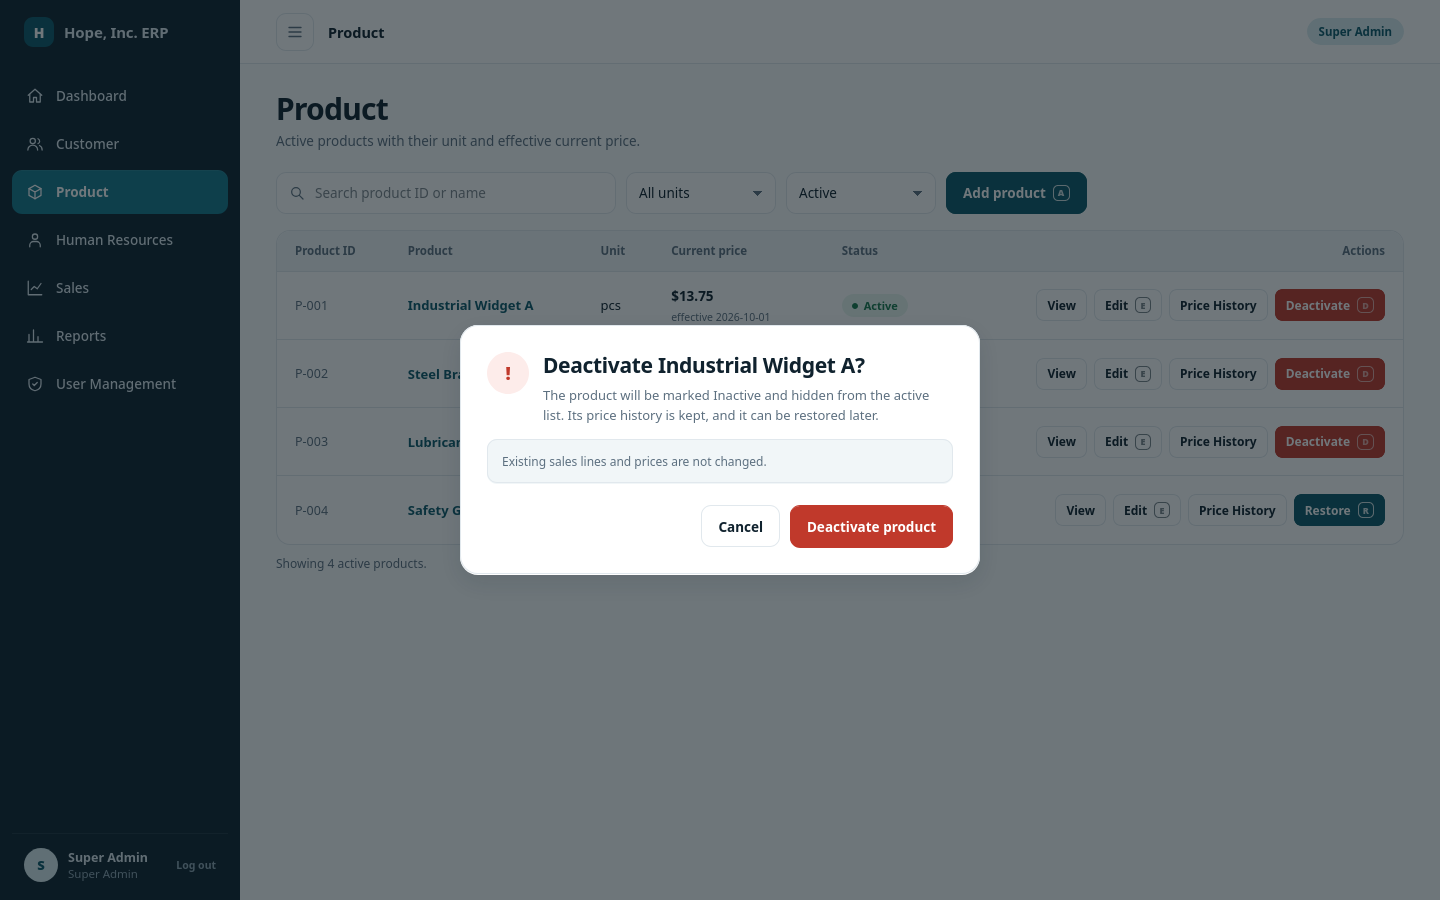 H Hope, Inc. ERP
Dashboard
Customer
Product
Human Resources
Sales
Reports
User Management
S
Super Admin
Super Admin
Log out
Product
Super Admin
Product
Active products with their unit and effective current price.
Search product ID or name
All units
Active
Add product A
Product ID Product Unit Current price Status Actions
P-001 Industrial Widget A pcs $13.75 effective 2026-10-01 Active View Edit E Price History Deactivate D
P-002 Steel View Edit E Price History Deactivate D
P-003 View Edit E Price History Deactivate D
P-004 Safety View Edit E Price History Restore R
Showing 4 active products.
!
Deactivate Industrial Widget A?
The product will be marked Inactive and hidden from the active
list. Its price history is kept, and it can be restored later.
Existing sales lines and prices are not changed.
Cancel
Deactivate product